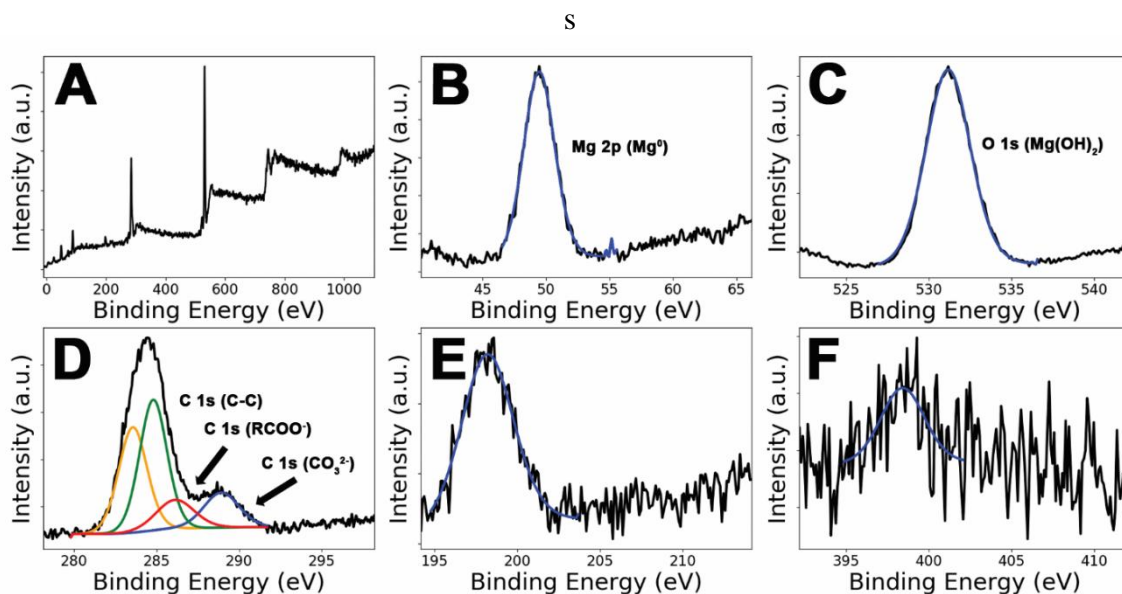 s
A
Intensity (a.u.)
0 200 400 600 800 1000
Binding Energy (eV)
B
Mg 2p (Mg⁰)
Intensity (a.u.)
45 50 55 60 65
Binding Energy (eV)
C
O 1s (Mg(OH)₂)
Intensity (a.u.)
525 530 535 540
Binding Energy (eV)
D
C 1s (C-C)
C 1s (RCOO⁻)
C 1s (CO₃²⁻)
Intensity (a.u.)
280 285 290 295
Binding Energy (eV)
E
Intensity (a.u.)
195 200 205 210
Binding Energy (eV)
F
Intensity (a.u.)
395 400 405 410
Binding Energy (eV)